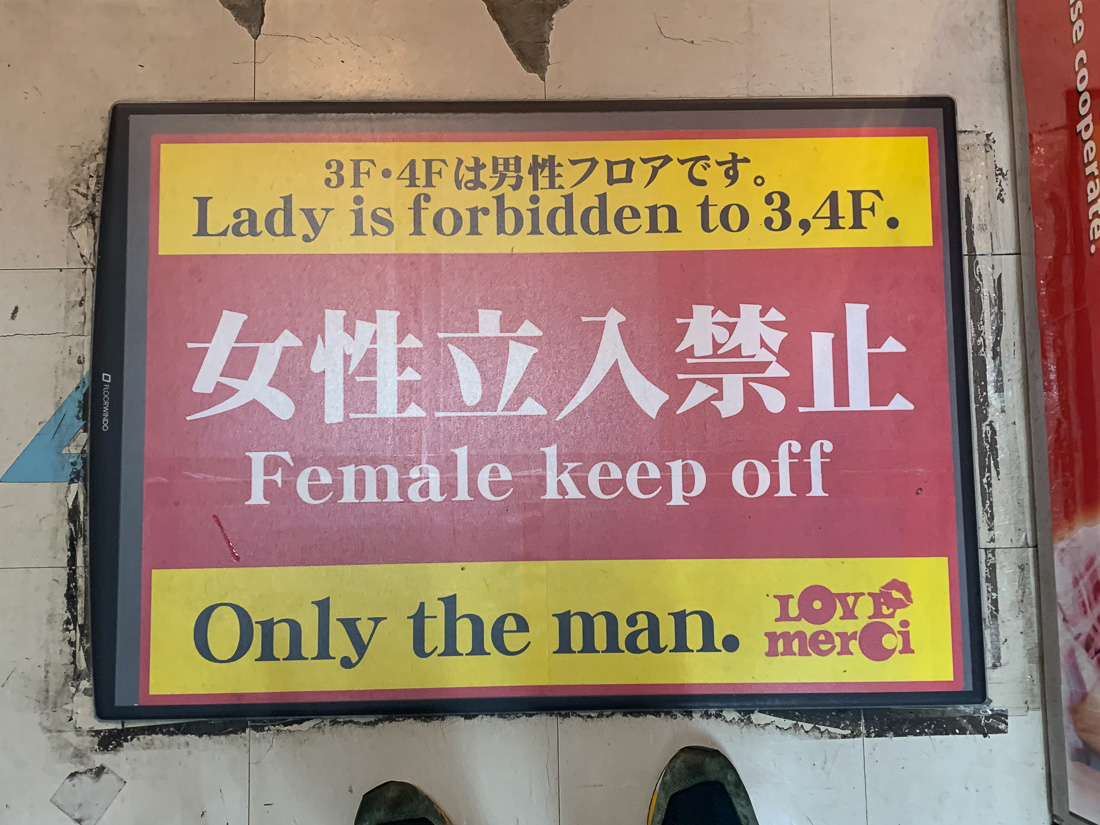 3F・4Fは男性フロアです。
Lady is forbidden to 3,4F.
女性立入禁止
Female keep off
Only the man.
LOVE
merci
FLOORWINDO
cooperate.